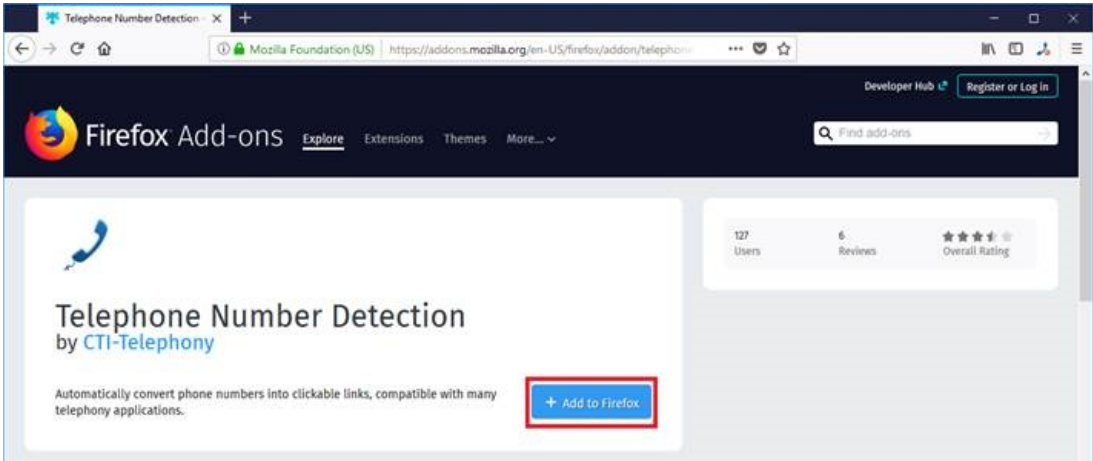 Telephone Number Detection
Mozilla Foundation (US) https://addons.mozilla.org/en-US/firefox/addon/telephon
Developer Hub Register or Log in
Firefox Add-ons Explore Extensions Themes More...
Find add-ons
127 6
Users Reviews Overall Rating
Telephone Number Detection
by CTI-Telephony
Automatically convert phone numbers into clickable links, compatible with many
telephony applications.
+ Add to Firefox